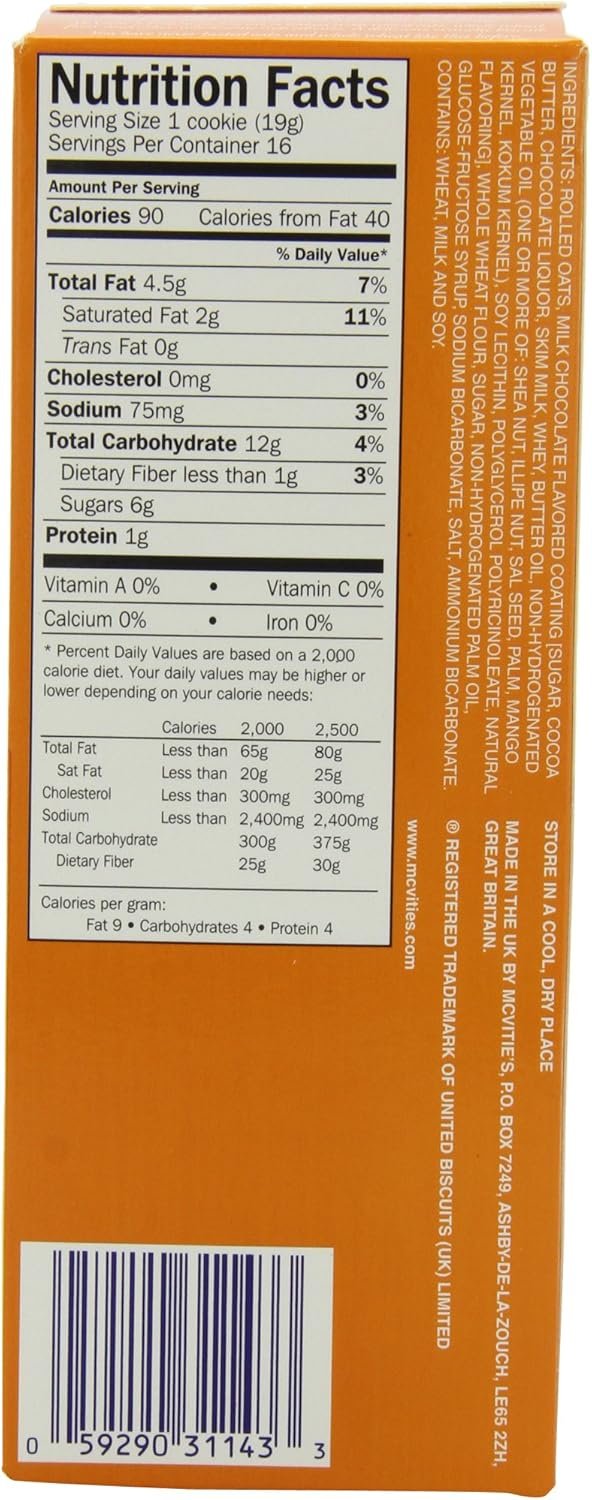 Nutrition Facts
Serving Size 1 cookie (19g)
Servings Per Container 16
Amount Per Serving
Calories 90 Calories from Fat 40
% Daily Value*
Total Fat 4.5g 7%
Saturated Fat 2g 11%
Trans Fat 0g
Cholesterol 0mg 0%
Sodium 75mg 3%
Total Carbohydrate 12g 4%
Dietary Fiber less than 1g 3%
Sugars 6g
Protein 1g
Vitamin A 0% • Vitamin C 0%
Calcium 0% • Iron 0%
* Percent Daily Values are based on a 2,000
calorie diet. Your daily values may be higher or
lower depending on your calorie needs:
Calories 2,000 2,500
Total Fat Less than 65g 80g
Sat Fat Less than 20g 25g
Cholesterol Less than 300mg 300mg
Sodium Less than 2,400mg 2,400mg
Total Carbohydrate 300g 375g
Dietary Fiber 25g 30g
Calories per gram:
Fat 9 • Carbohydrates 4 • Protein 4
INGREDIENTS: ROLLED OATS, MILK CHOCOLATE FLAVORED COATING [SUGAR, COCOA
BUTTER, CHOCOLATE LIQUOR, SKIM MILK, WHEY, BUTTER OIL, NON-HYDROGENATED
VEGETABLE OIL (ONE OR MORE OF: SHEA NUT, ILLIPE NUT, SAL SEED, PALM, MANGO
KERNEL, KOKUM KERNEL), SOY LECITHIN, POLYGLYCEROL POLYRICINOLEATE, NATURAL
FLAVORING], WHOLE WHEAT FLOUR, SUGAR, NON-HYDROGENATED PALM OIL,
GLUCOSE-FRUCTOSE SYRUP, SODIUM BICARBONATE, SALT, AMMONIUM BICARBONATE.
CONTAINS: WHEAT, MILK AND SOY.
STORE IN A COOL, DRY PLACE
MADE IN THE UK BY MCVITIE'S, P.O. BOX 7249, ASHBY-DE-LA-ZOUCH, LE65 2ZH,
GREAT BRITAIN.
® REGISTERED TRADEMARK OF UNITED BISCUITS (UK) LIMITED
www.mcvities.com
0 59290 31143 3